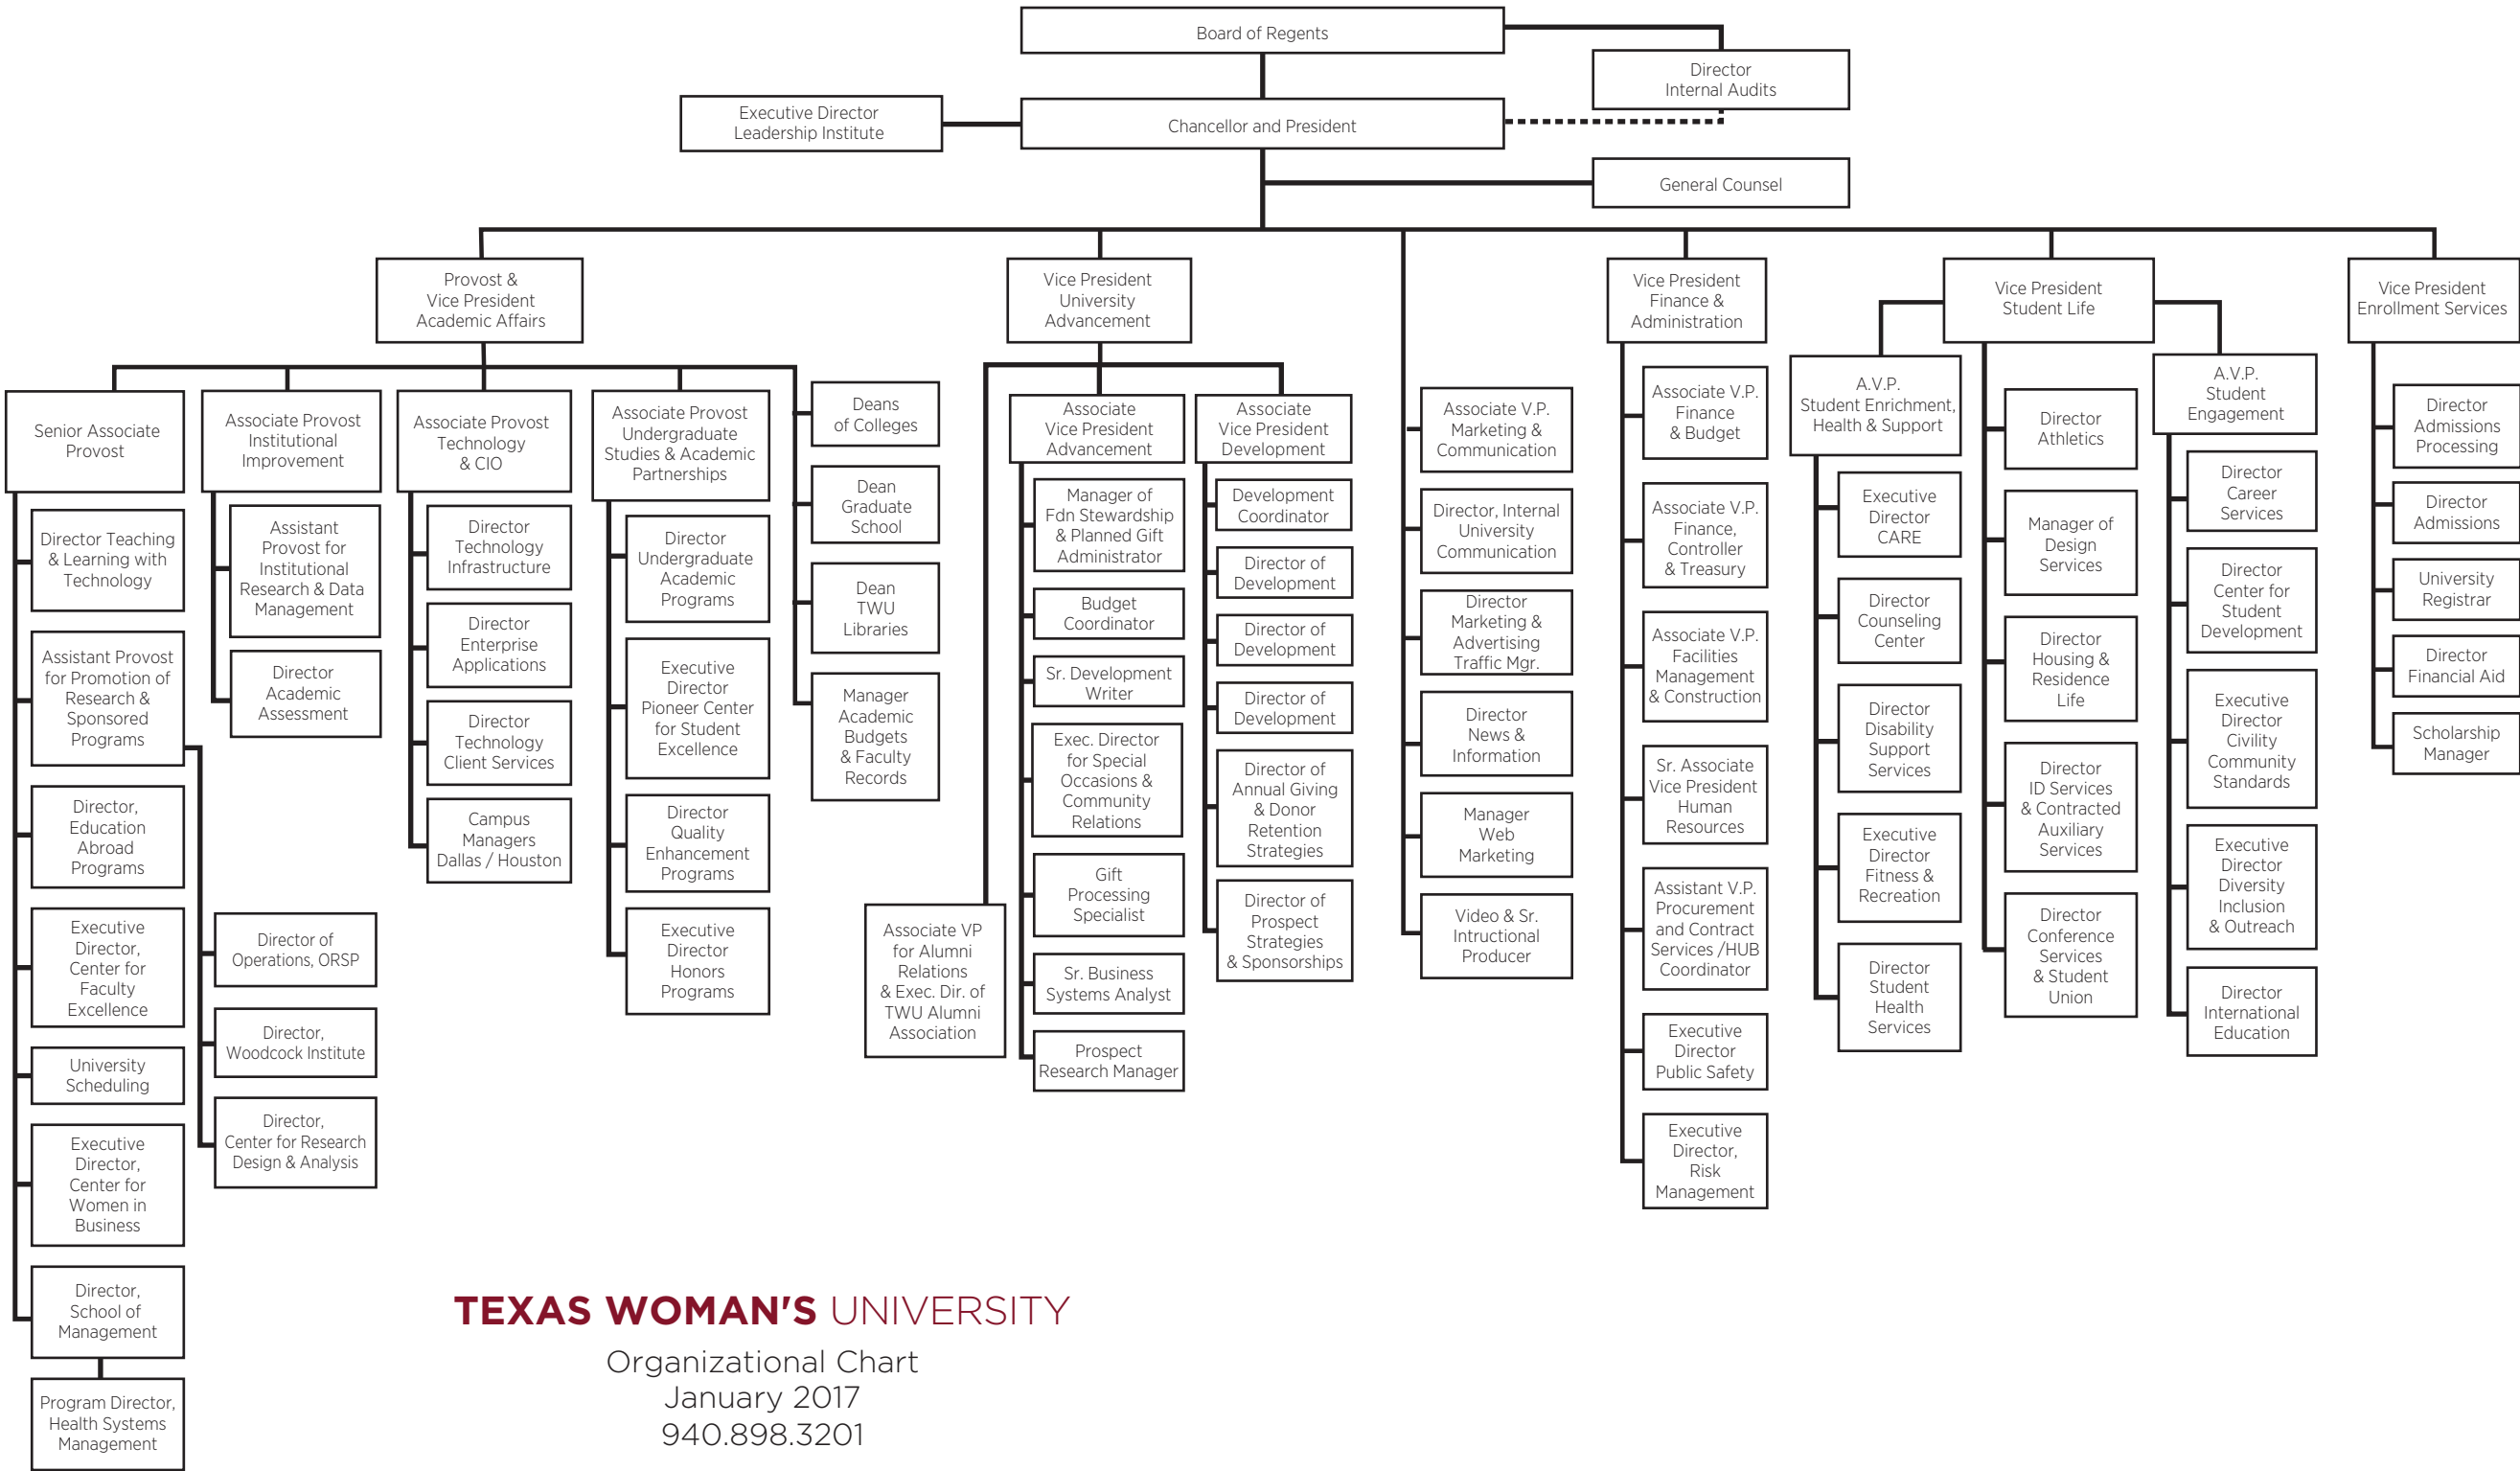 Board of Regents
Director
Internal Audits
Executive Director
Leadership Institute
Chancellor and President
General Counsel
Provost &
Vice President
Academic Affairs
Vice President
University
Advancement
Vice President
Finance &
Administration
Vice President
Student Life
Vice President
Enrollment Services
Senior Associate
Provost
Director Teaching
& Learning with
Technology
Assistant Provost
for Promotion of
Research &
Sponsored
Programs
Director,
Education
Abroad
Programs
Executive
Director,
Center for
Faculty
Excellence
University
Scheduling
Executive
Director,
Center for
Women in
Business
Director,
School of
Management
Program Director,
Health Systems
Management
Director of
Operations, ORSP
Director,
Woodcock Institute
Director,
Center for Research
Design & Analysis
Associate Provost
Institutional
Improvement
Assistant
Provost for
Institutional
Research & Data
Management
Director
Academic
Assessment
Associate Provost
Technology
& CIO
Director
Technology
Infrastructure
Director
Enterprise
Applications
Director
Technology
Client Services
Campus
Managers
Dallas / Houston
Associate Provost
Undergraduate
Studies & Academic
Partnerships
Director
Undergraduate
Academic
Programs
Executive
Director
Pioneer Center
for Student
Excellence
Director
Quality
Enhancement
Programs
Executive
Director
Honors
Programs
Deans
of Colleges
Dean
Graduate
School
Dean
TWU
Libraries
Manager
Academic
Budgets
& Faculty
Records
Associate VP
for Alumni
Relations
& Exec. Dir. of
TWU Alumni
Association
Associate
Vice President
Advancement
Manager of
Fdn Stewardship
& Planned Gift
Administrator
Budget
Coordinator
Sr. Development
Writer
Exec. Director
for Special
Occasions &
Community
Relations
Gift
Processing
Specialist
Sr. Business
Systems Analyst
Prospect
Research Manager
Associate
Vice President
Development
Development
Coordinator
Director of
Development
Director of
Development
Director of
Development
Director of
Annual Giving
& Donor
Retention
Strategies
Director of
Prospect
Strategies
& Sponsorships
Associate V.P.
Marketing &
Communication
Director, Internal
University
Communication
Director
Marketing &
Advertising
Traffic Mgr.
Director
News &
Information
Manager
Web
Marketing
Video & Sr.
Intructional
Producer
Associate V.P.
Finance
& Budget
Associate V.P.
Finance,
Controller
& Treasury
Associate V.P.
Facilities
Management
& Construction
Sr. Associate
Vice President
Human
Resources
Assistant V.P.
Procurement
and Contract
Services /HUB
Coordinator
Executive
Director
Public Safety
Executive
Director,
Risk
Management
A.V.P.
Student Enrichment,
Health & Support
Executive
Director
CARE
Director
Counseling
Center
Director
Disability
Support
Services
Executive
Director
Fitness &
Recreation
Director
Student
Health
Services
Director
Athletics
Manager of
Design
Services
Director
Housing &
Residence
Life
Director
ID Services
& Contracted
Auxiliary
Services
Director
Conference
Services
& Student
Union
A.V.P.
Student
Engagement
Director
Career
Services
Director
Center for
Student
Development
Executive
Director
Civility
Community
Standards
Executive
Director
Diversity
Inclusion
& Outreach
Director
International
Education
Director
Admissions
Processing
Director
Admissions
University
Registrar
Director
Financial Aid
Scholarship
Manager
TEXAS WOMAN'S UNIVERSITY
Organizational Chart
January 2017
940.898.3201